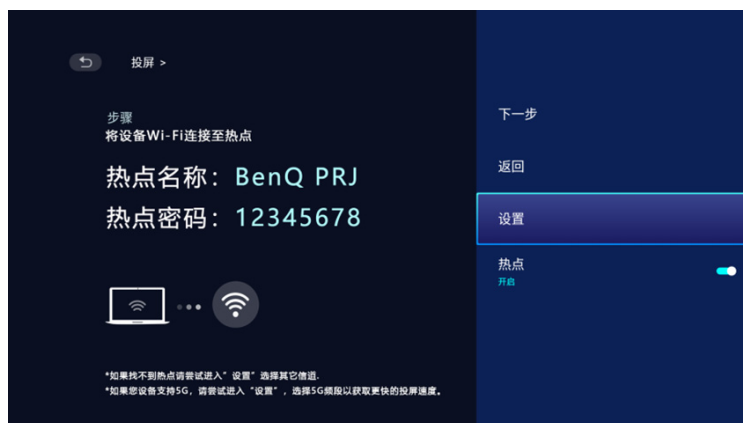 投屏 >
步骤
将设备Wi-Fi连接至热点
热点名称：BenQ PRJ
热点密码：12345678
*如果找不到热点请尝试进入“设置”选择其它信道.
*如果您设备支持5G，请尝试进入“设置”，选择5G频段以获取更快的投屏速度。
下一步
返回
设置
热点
开启